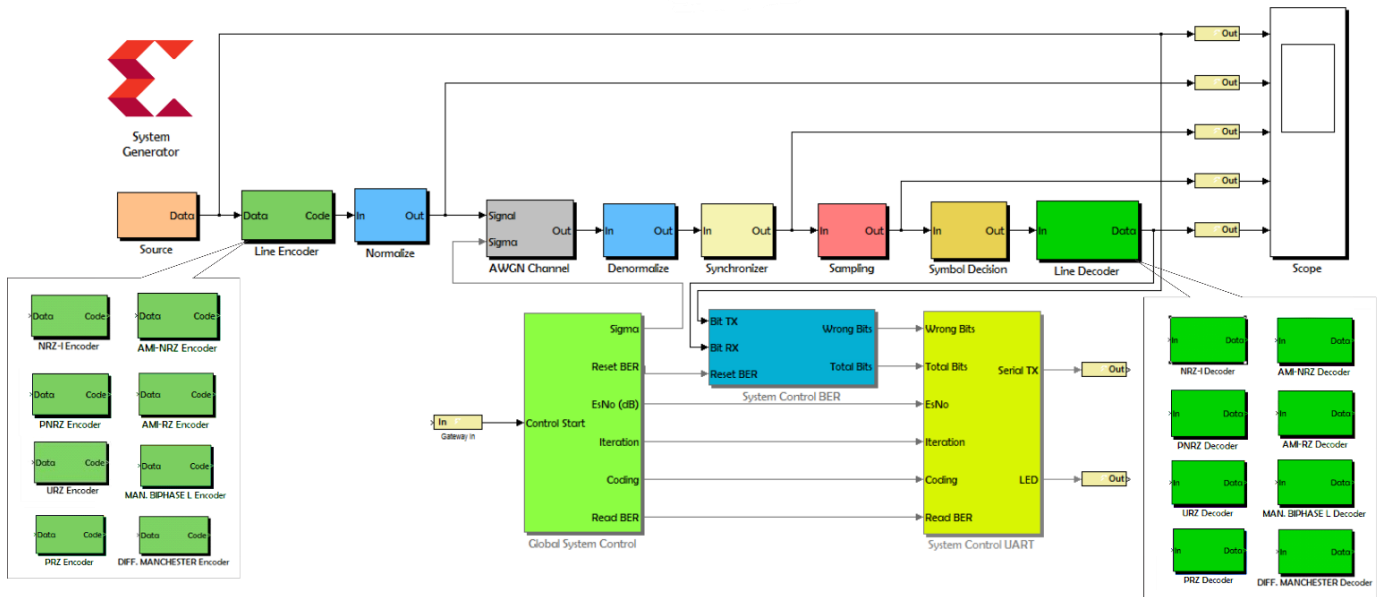 Out
Out
Out
Out
Out
Scope
System
Generator
Data
Source
Data Code
Line Encoder
In Out
Normalize
Signal
Sigma
Out
AWGN Channel
In Out
Denormalize
In Out
Synchronizer
In Out
Sampling
In Out
Symbol Decision
In Data
Line Decoder
Data Code
NRZ-I Encoder
Data Code
AMI-NRZ Encoder
Data Code
PNRZ Encoder
Data Code
AMI-RZ Encoder
Data Code
URZ Encoder
Data Code
MAN. BIPHASE L Encoder
Data Code
PRZ Encoder
Data Code
DIFF. MANCHESTER Encoder
In
Gateway In
Control Start
Sigma
Reset BER
EsNo (dB)
Iteration
Coding
Read BER
Global System Control
Bit TX
Bit RX
Reset BER
Wrong Bits
Total Bits
System Control BER
Wrong Bits
Total Bits
EsNo
Iteration
Coding
Read BER
Serial TX
LED
System Control UART
Out
Out
In Data
NRZ-I Decoder
In Data
AMI-NRZ Decoder
In Data
PNRZ Decoder
In Data
AMI-RZ Decoder
In Data
URZ Decoder
In Data
MAN. BIPHASE L Decoder
In Data
PRZ Decoder
In Data
DIFF. MANCHESTER Decoder